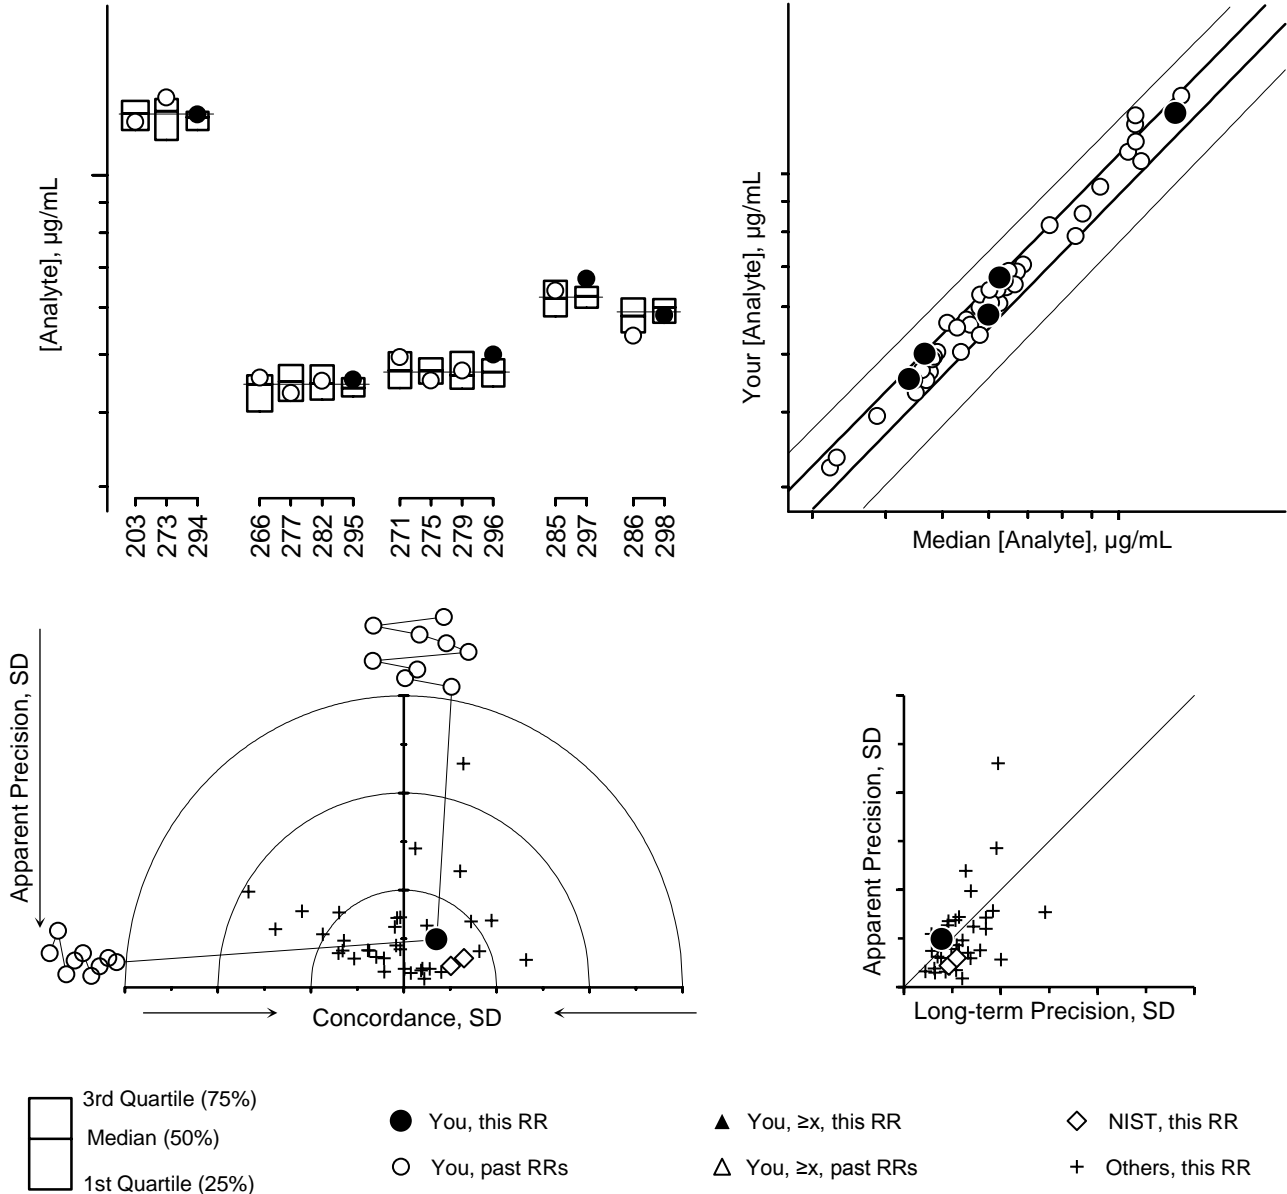 [Analyte], µg/mL
203
273
294
266
277
282
295
271
275
279
296
285
297
286
298
Your [Analyte], µg/mL
Median [Analyte], µg/mL
Apparent Precision, SD
Concordance, SD
Apparent Precision, SD
Long-term Precision, SD
3rd Quartile (75%)
Median (50%)
1st Quartile (25%)
You, this RR
You, past RRs
You, ≥x, this RR
You, ≥x, past RRs
NIST, this RR
Others, this RR